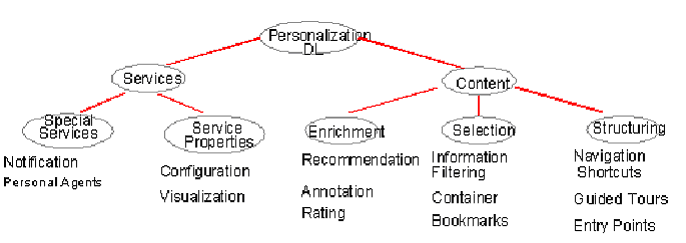 Personalization
DL
Services
Content
Special
Services
Service
Properties
Enrichment
Selection
Structuring
Notification
Personal Agents
Configuration
Visualization
Recommendation
Annotation
Rating
Information
Filtering
Container
Bookmarks
Navigation
Shortcuts
Guided Tours
Entry Points